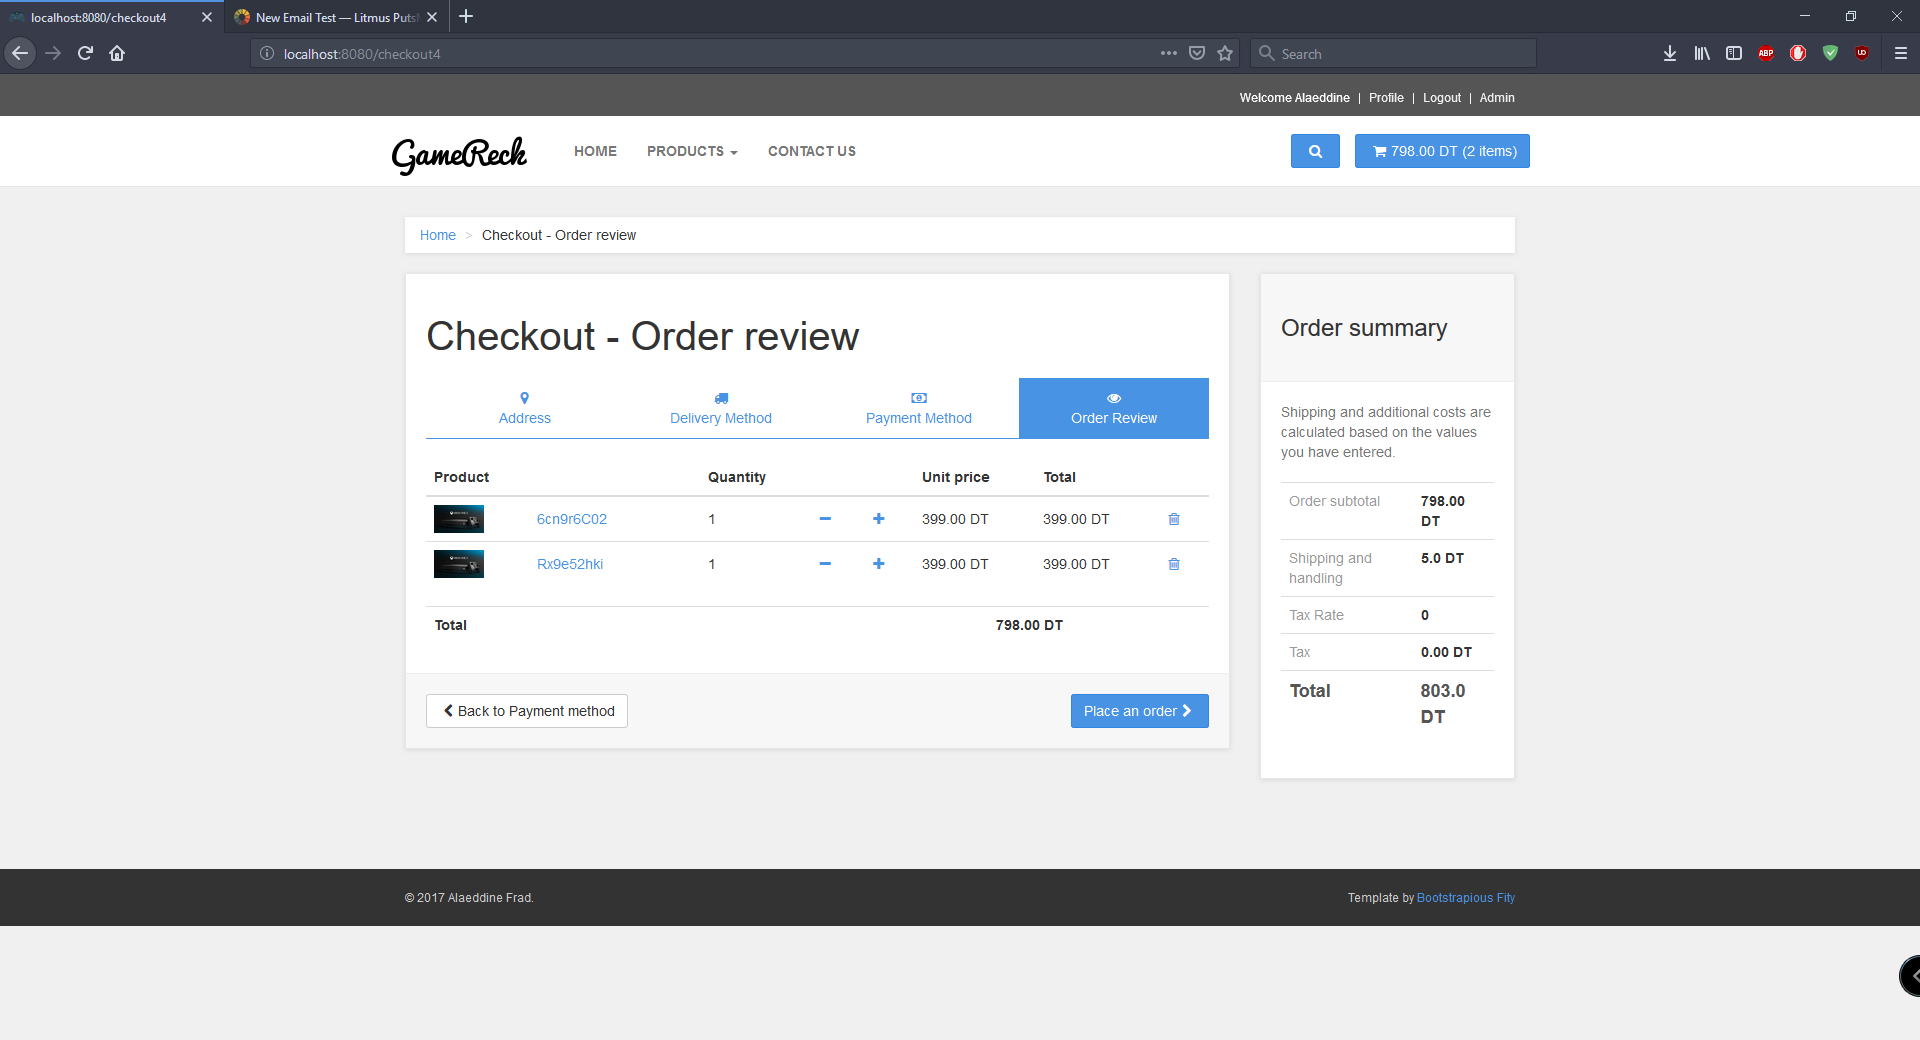 localhost:8080/checkout4
New Email Test — Litmus Puts
localhost:8080/checkout4
Search
ABP
Welcome Alaeddine | Profile | Logout | Admin
GameReck
HOME
PRODUCTS
CONTACT US
798.00 DT (2 items)
Home > Checkout - Order review
Checkout - Order review
Address
Delivery Method
Payment Method
Order Review
Product Quantity Unit price Total
6cn9r6C02 1 399.00 DT 399.00 DT
Rx9e52hki 1 399.00 DT 399.00 DT
Total 798.00 DT
Back to Payment method
Place an order
Order summary
Shipping and additional costs are
calculated based on the values
you have entered.
Order subtotal 798.00
DT
Shipping and 5.0 DT
handling
Tax Rate 0
Tax 0.00 DT
Total 803.0
DT
© 2017 Alaeddine Frad.
Template by Bootstrapious Fity